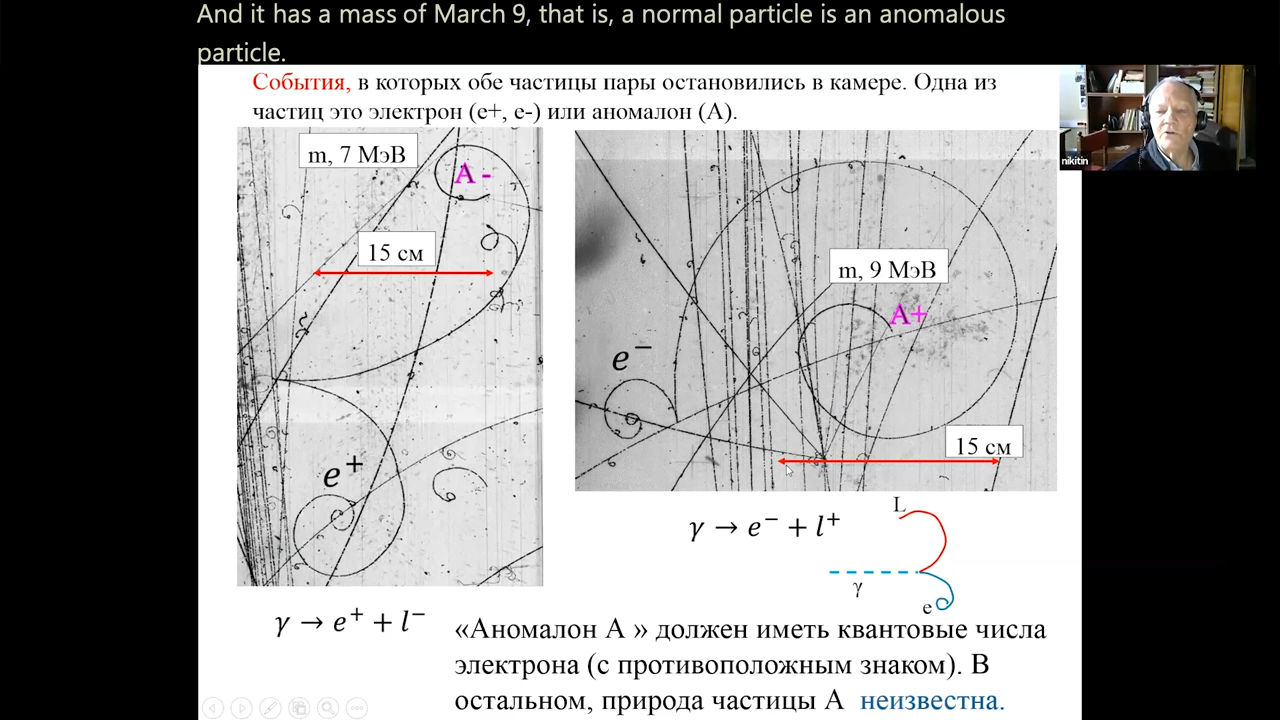 And it has a mass of March 9, that is, a normal particle is an anomalous
particle.
События, в которых обе частицы пары остановились в камере. Одна из
частиц это электрон (e+, e-) или аномалон (A).
nikitin
m, 7 МэВ
A -
15 см
e⁺
m, 9 МэВ
A+
e⁻
15 см
γ → e⁻ + l⁺
L
γ
e
γ → e⁺ + l⁻
«Аномалон А » должен иметь квантовые числа
электрона (с противоположным знаком). В
остальном, природа частицы А неизвестна.